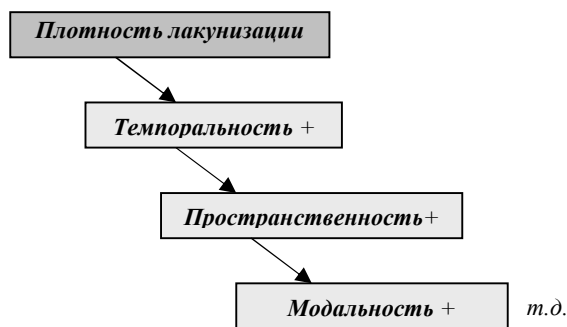 Плотность лакунизации
Темпоральность +
Пространственность+
Модальность + т.д.